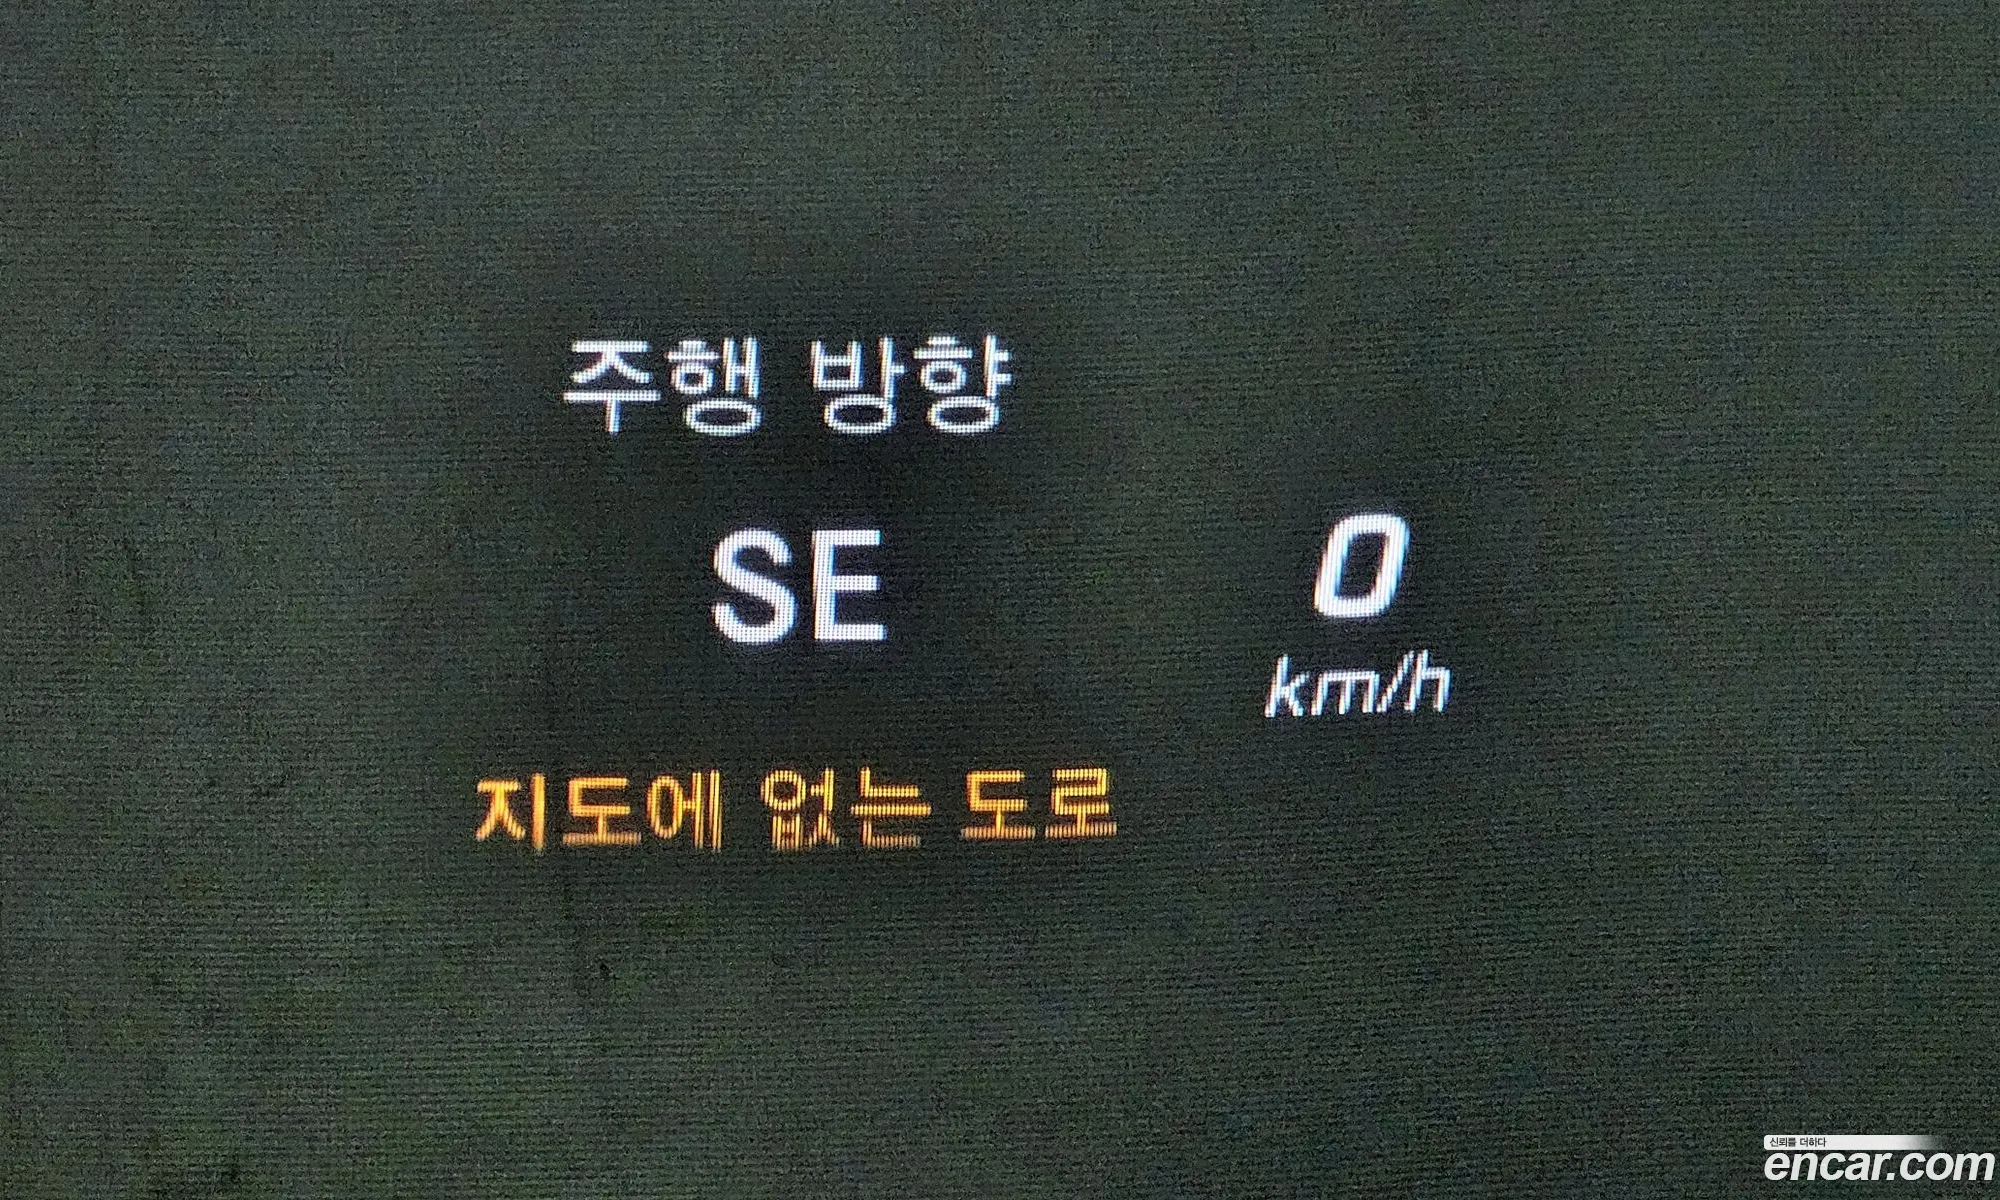 주행 방향
SE
0
km/h
지도에 없는 도로
신뢰를 더하다
encar.com